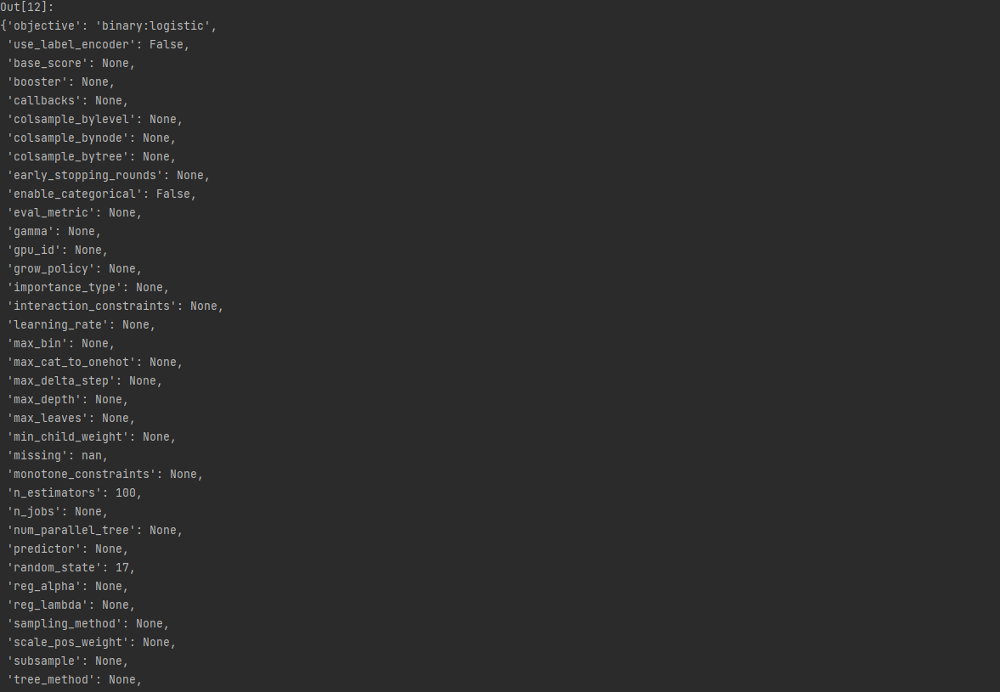 Out[12]:
{'objective': 'binary:logistic',
 'use_label_encoder': False,
 'base_score': None,
 'booster': None,
 'callbacks': None,
 'colsample_bylevel': None,
 'colsample_bynode': None,
 'colsample_bytree': None,
 'early_stopping_rounds': None,
 'enable_categorical': False,
 'eval_metric': None,
 'gamma': None,
 'gpu_id': None,
 'grow_policy': None,
 'importance_type': None,
 'interaction_constraints': None,
 'learning_rate': None,
 'max_bin': None,
 'max_cat_to_onehot': None,
 'max_delta_step': None,
 'max_depth': None,
 'max_leaves': None,
 'min_child_weight': None,
 'missing': nan,
 'monotone_constraints': None,
 'n_estimators': 100,
 'n_jobs': None,
 'num_parallel_tree': None,
 'predictor': None,
 'random_state': 17,
 'reg_alpha': None,
 'reg_lambda': None,
 'sampling_method': None,
 'scale_pos_weight': None,
 'subsample': None,
 'tree_method': None,